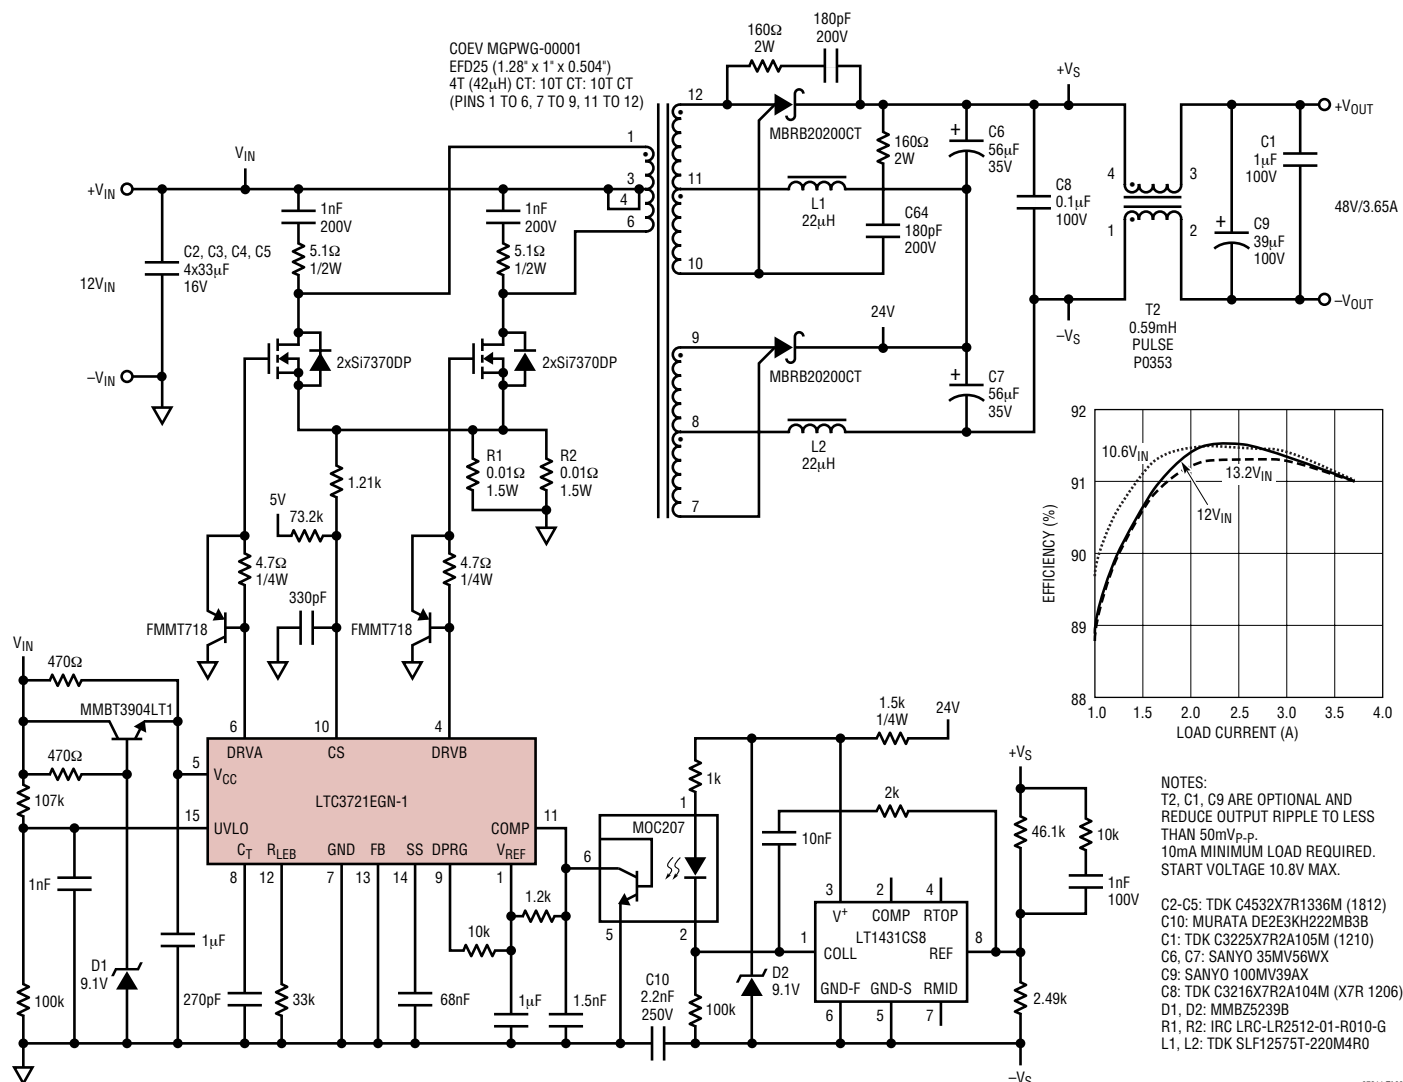 COEV MGPWG-00001
EFD25 (1.28" x 1" x 0.504")
4T (42µH) CT: 10T CT: 10T CT
(PINS 1 TO 6, 7 TO 9, 11 TO 12)
160Ω
2W
180pF
200V
12
MBRB20200CT
160Ω
2W
+
C6
56µF
35V
+VS
+VOUT
C1
1µF
100V
VIN
+VIN
1
3
4
6
11
L1
22µH
C64
180pF
200V
C8
0.1µF
100V
4
3
1
2
+
C9
39µF
100V
48V/3.65A
1nF
200V
1nF
200V
5.1Ω
1/2W
5.1Ω
1/2W
C2, C3, C4, C5
4x33µF
16V
12VIN
10
–VS
–VOUT
T2
0.59mH
PULSE
P0353
–VIN
2xSi7370DP
2xSi7370DP
9
24V
MBRB20200CT
+
C7
56µF
35V
8
L2
22µH
7
R1
0.01Ω
1.5W
R2
0.01Ω
1.5W
1.21k
5V
73.2k
4.7Ω
1/4W
4.7Ω
1/4W
330pF
FMMT718
FMMT718
92
91
90
89
88
EFFICIENCY (%)
10.6VIN
13.2VIN
12VIN
1.0
1.5
2.0
2.5
3.0
3.5
4.0
LOAD CURRENT (A)
VIN
470Ω
MMBT3904LT1
470Ω
107k
6
10
4
DRVA
CS
DRVB
5
VCC
LTC3721EGN-1
15
UVLO
COMP
11
CT
RLEB
GND
FB
SS
DPRG
VREF
8
12
7
13
14
9
1
1nF
1µF
D1
9.1V
100k
270pF
33k
68nF
10k
1.2k
1µF
1.5nF
1k
1
MOC207
6
5
2
C10
2.2nF
250V
100k
D2
9.1V
1.5k
1/4W
24V
2k
10nF
3
2
4
V+
COMP
RTOP
LT1431CS8
1
COLL
REF
8
GND-F
GND-S
RMID
6
5
7
+VS
46.1k
10k
1nF
100V
2.49k
–VS
NOTES:
T2, C1, C9 ARE OPTIONAL AND
REDUCE OUTPUT RIPPLE TO LESS
THAN 50mVP-P.
10mA MINIMUM LOAD REQUIRED.
START VOLTAGE 10.8V MAX.
C2-C5: TDK C4532X7R1336M (1812)
C10: MURATA DE2E3KH222MB3B
C1: TDK C3225X7R2A105M (1210)
C6, C7: SANYO 35MV56WX
C9: SANYO 100MV39AX
C8: TDK C3216X7R2A104M (X7R 1206)
D1, D2: MMBZ5239B
R1, R2: IRC LRC-LR2512-01-R010-G
L1, L2: TDK SLF12575T-220M4R0